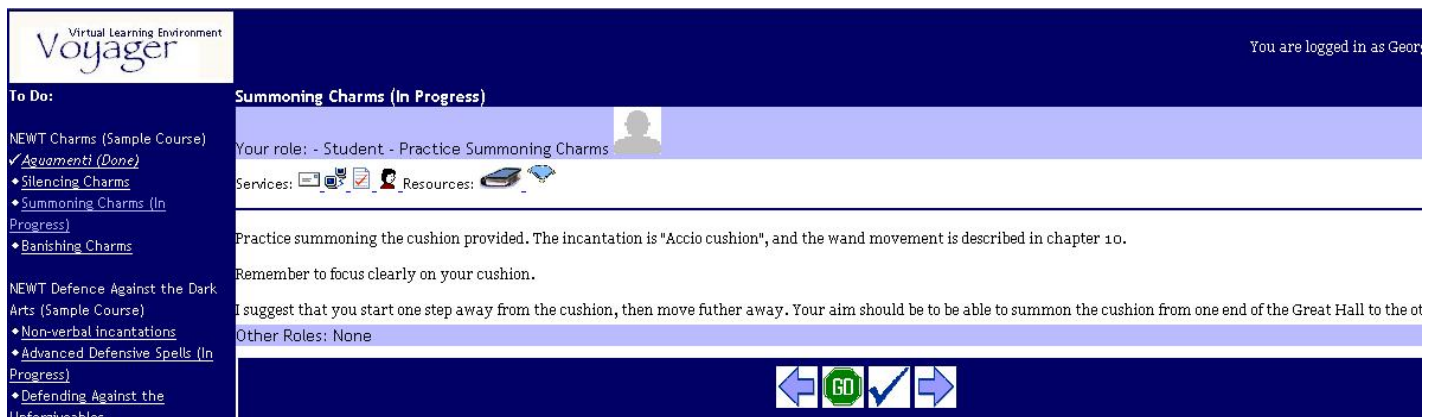 Virtual Learning Environment
Voyager
You are logged in as Georg
To Do:
NEWT Charms (Sample Course)
✓Aguamenti (Done)
◆Silencing Charms
◆Summoning Charms (In
Progress)
◆Banishing Charms
NEWT Defence Against the Dark
Arts (Sample Course)
◆Non-verbal incantations
◆Advanced Defensive Spells (In
Progress)
◆Defending Against the
Unforgiveables
Summoning Charms (In Progress)
Your role: - Student - Practice Summoning Charms
Services: Resources:
Practice summoning the cushion provided. The incantation is "Accio cushion", and the wand movement is described in chapter 10.
Remember to focus clearly on your cushion.
I suggest that you start one step away from the cushion, then move futher away. Your aim should be to be able to summon the cushion from one end of the Great Hall to the ot
Other Roles: None
GO